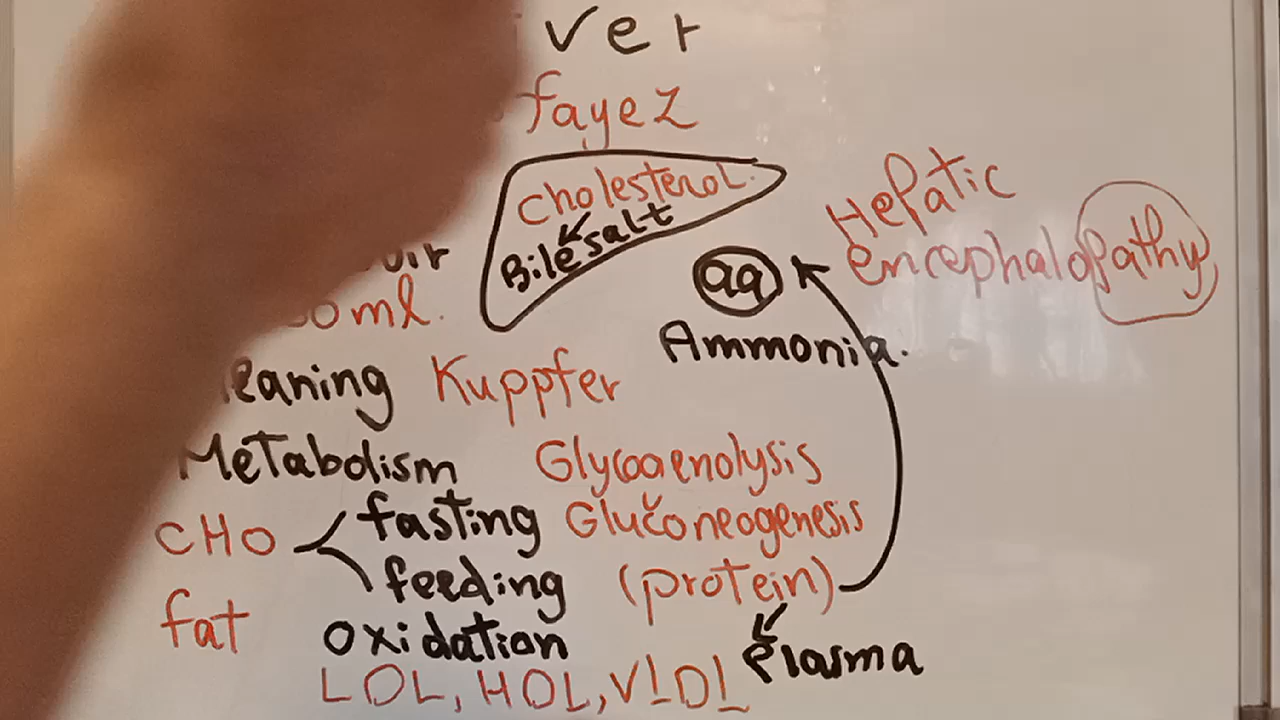 ver
fayez
Cholesterol.
Bile salt
Hepatic
encephalopathy
aa
Ammonia.
ml.
Kuppfer
Metabolism Glycogenolysis
CHO fasting Gluconeogenesis
feeding (protein)
fat oxidation Plasma
LDL, HDL, VLDL